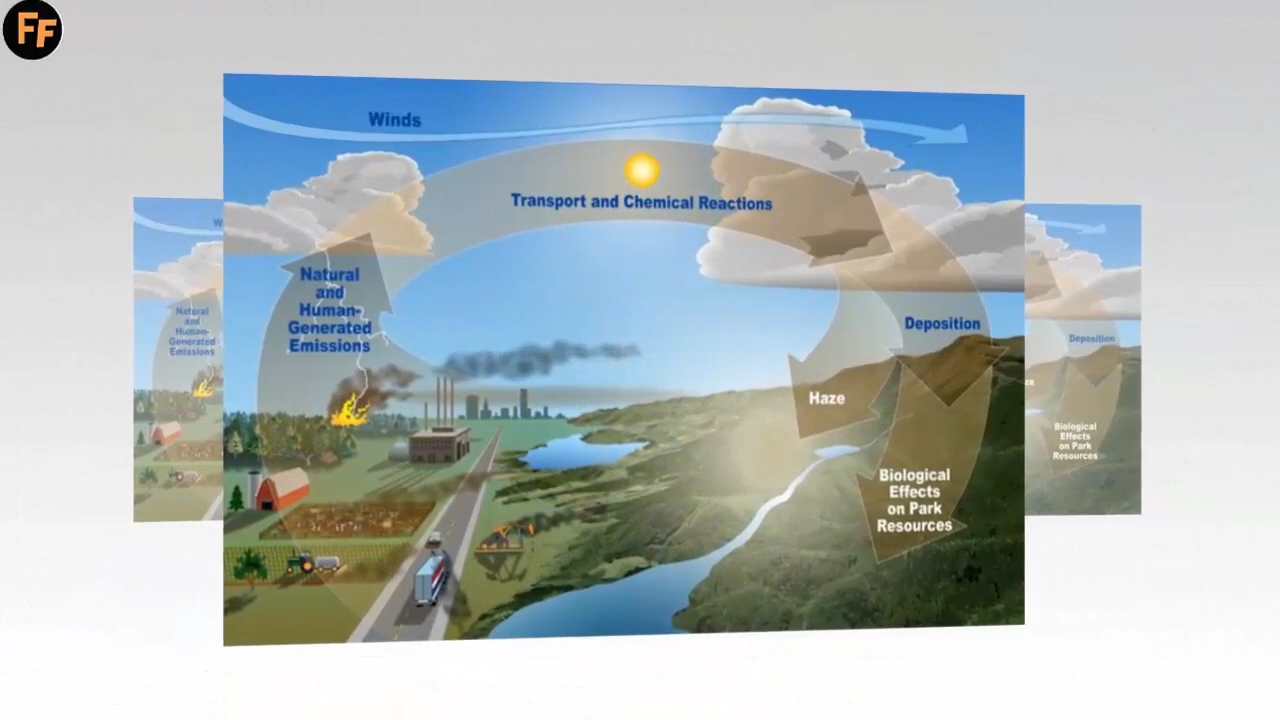 FF
Winds
Transport and Chemical Reactions
Natural
and
Human-
Generated
Emissions
Deposition
Haze
Biological
Effects
on Park
Resources
W
Natural
and
Human-
Generated
Emissions
Deposition
ze
Biological
Effects
on Park
Resources